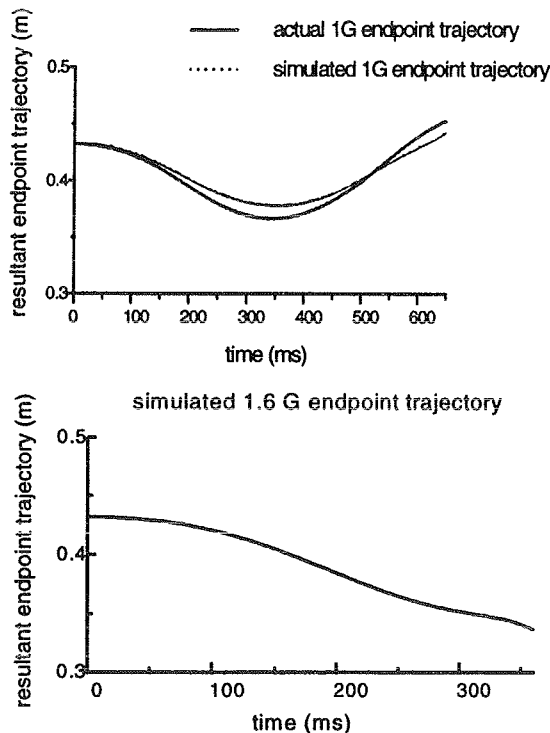 actual 1G endpoint trajectory
simulated 1G endpoint trajectory
resultant endpoint trajectory (m)
0.5
0.4
0.3
0 100 200 300 400 500 600
time (ms)
simulated 1.6 G endpoint trajectory
resultant endpoint trajectory (m)
0.5
0.4
0.3
0 100 200 300
time (ms)